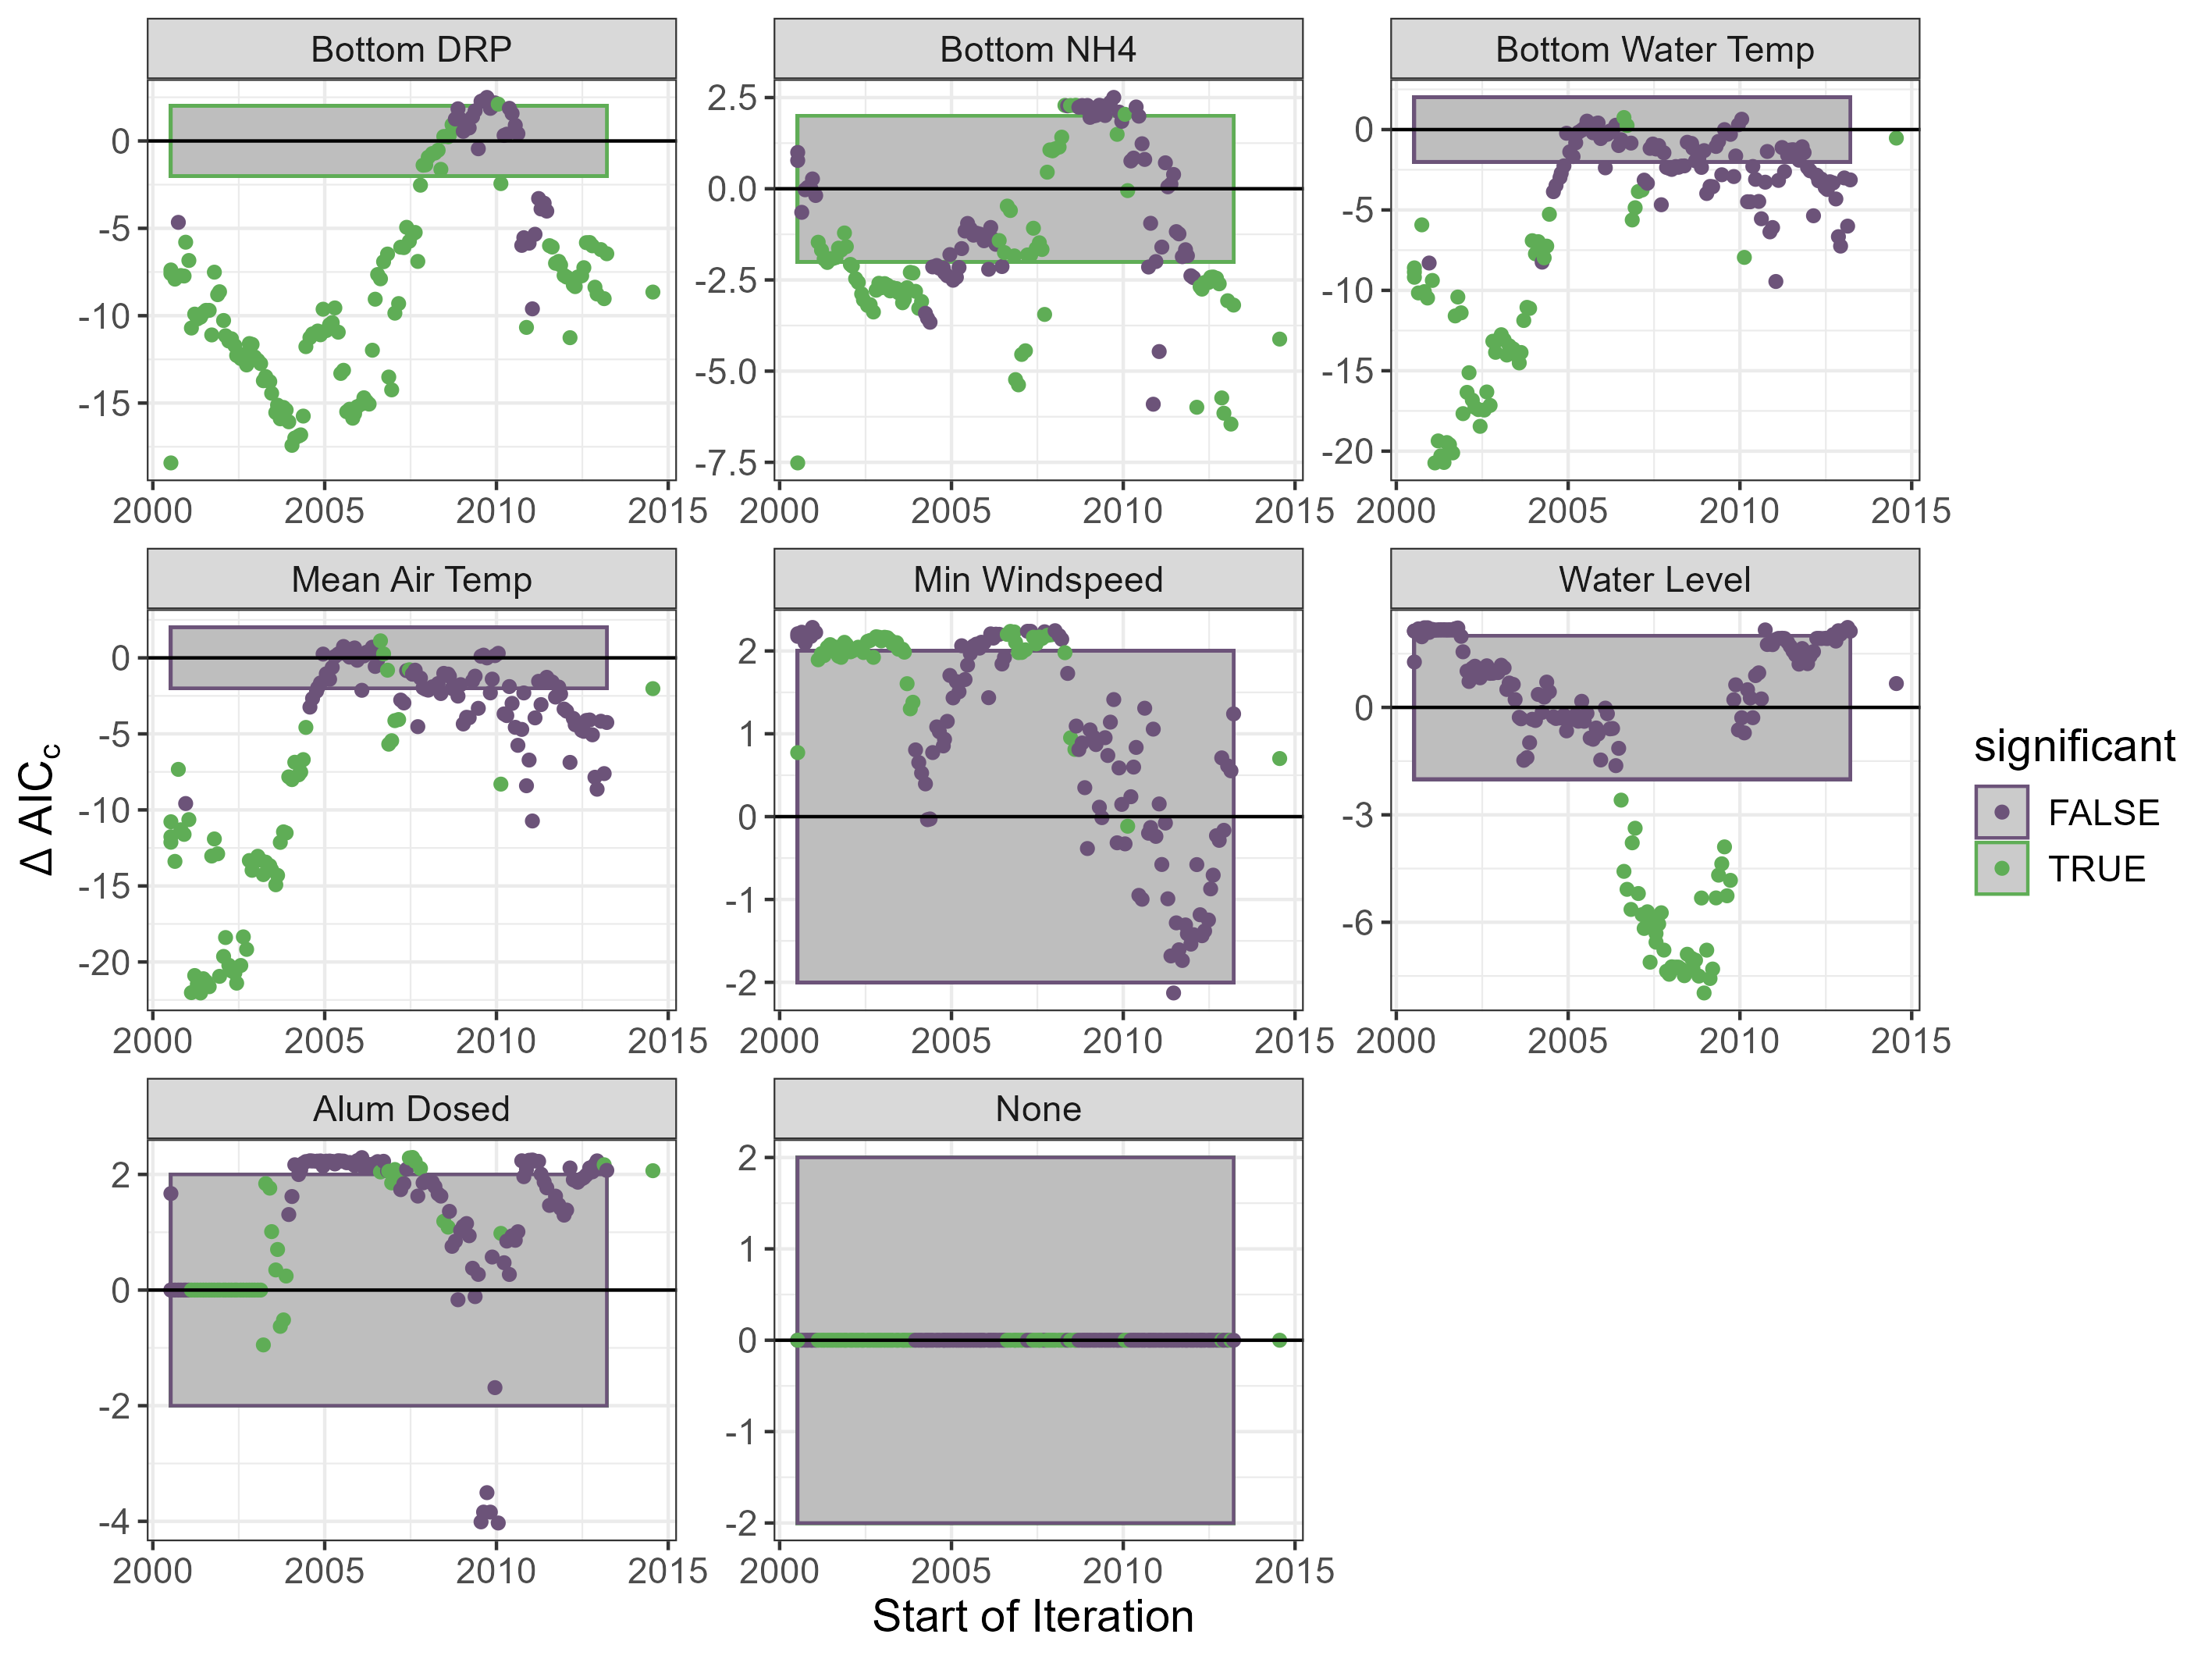 Bottom DRP
Bottom NH4
Bottom Water Temp
0
-5
-10
-15
2.5
0.0
-2.5
-5.0
-7.5
0
-5
-10
-15
-20
2000 2005 2010 2015
2000 2005 2010 2015
2000 2005 2010 2015
Mean Air Temp
Min Windspeed
Water Level
0
-5
-10
-15
-20
2
1
0
-1
-2
0
-3
-6
2000 2005 2010 2015
2000 2005 2010 2015
2000 2005 2010 2015
Alum Dosed
None
2
0
-2
-4
2
1
0
-1
-2
2000 2005 2010 2015
2000 2005 2010 2015
Δ AICc
Start of Iteration
significant
FALSE
TRUE